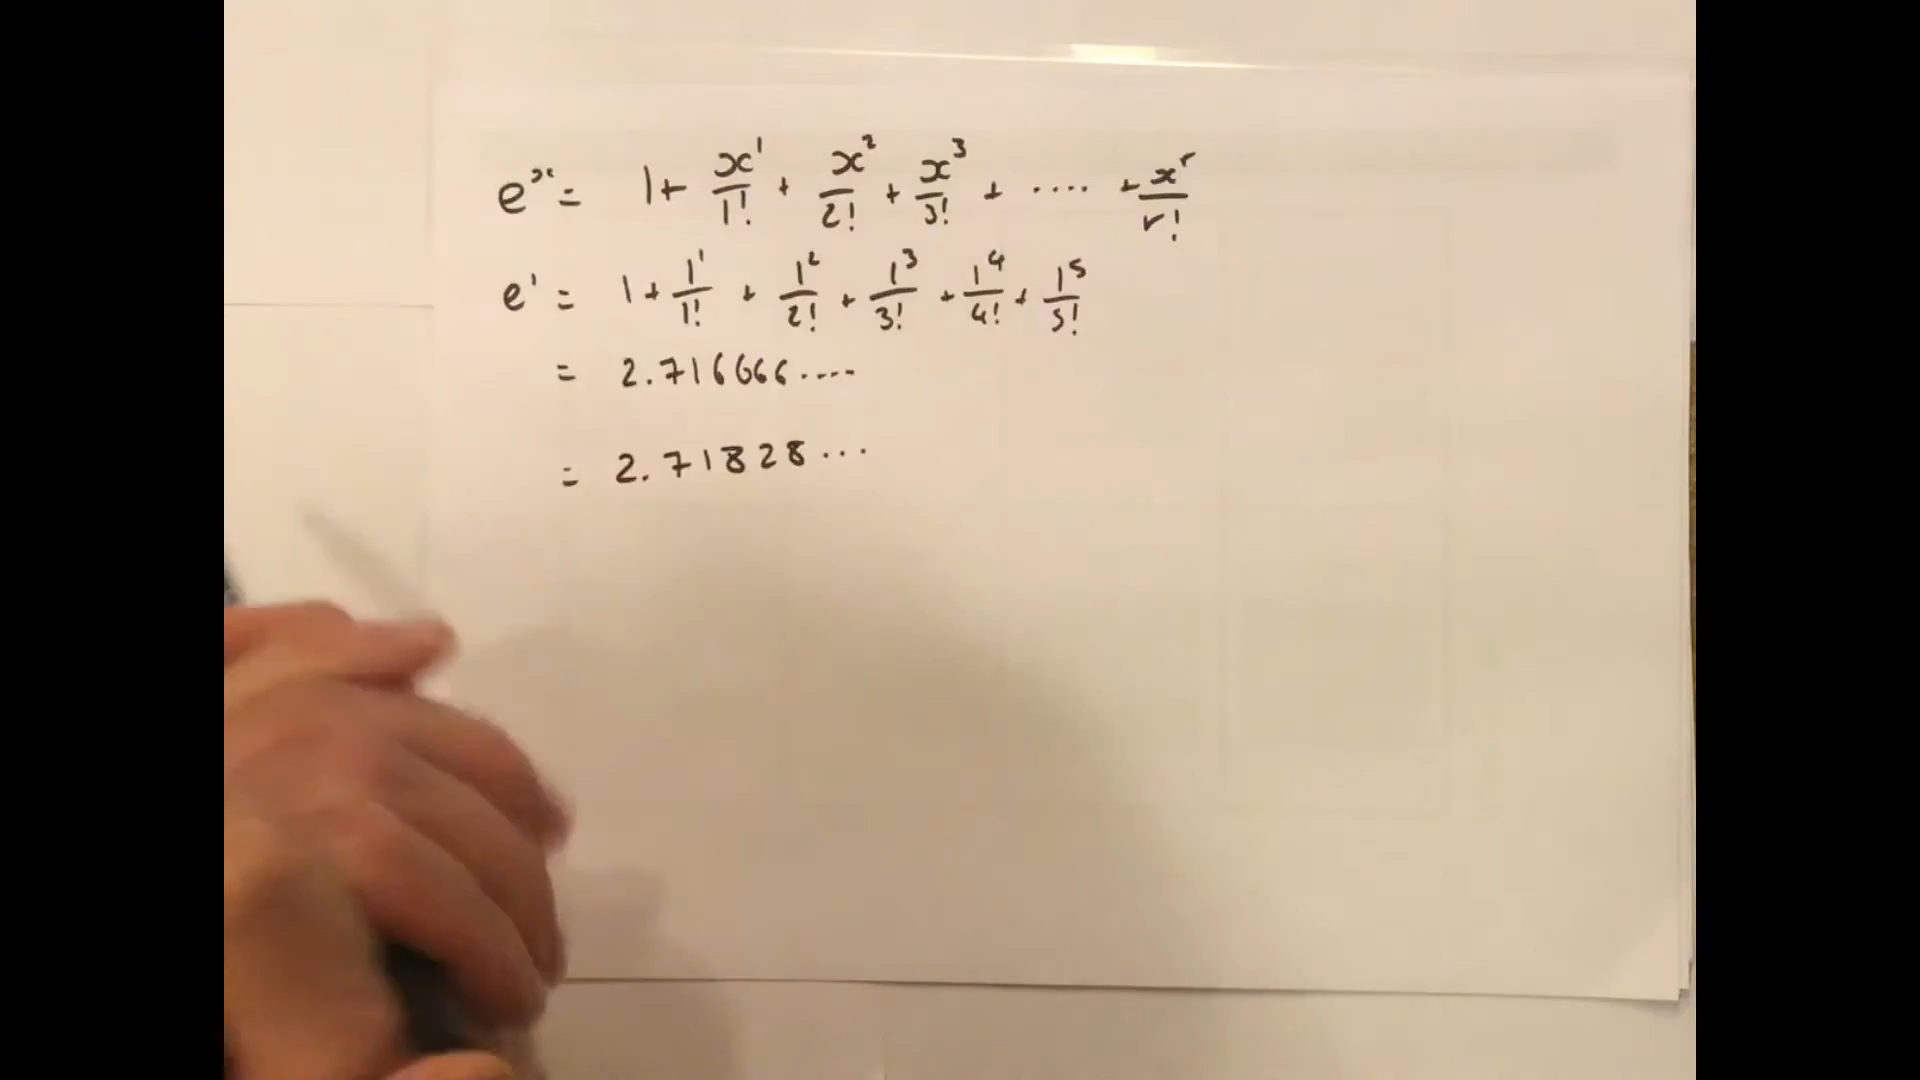 e^x = 1 + x^1/1! + x^2/2! + x^3/3! + .... + x^r/r!
e^1 = 1 + 1^1/1! + 1^2/2! + 1^3/3! + 1^4/4! + 1^5/5!
= 2.716666....
= 2.71828...